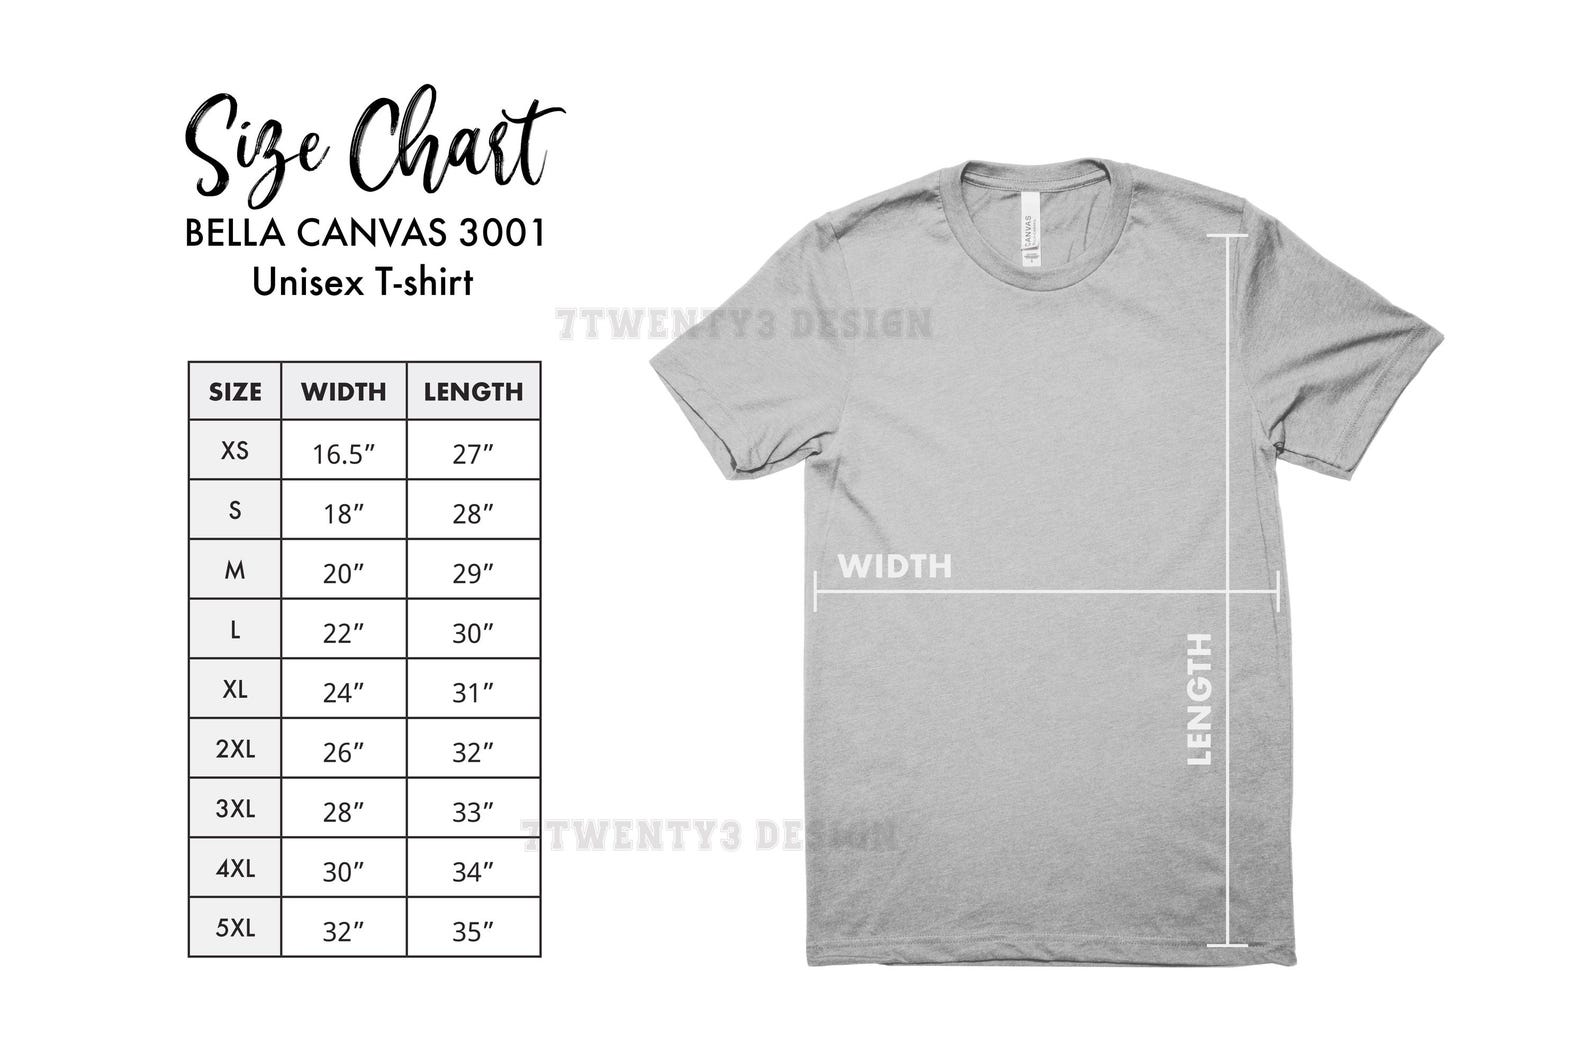 Size Chart
BELLA CANVAS 3001
Unisex T-shirt
SIZE WIDTH LENGTH
XS 16.5” 27”
S 18” 28”
M 20” 29”
L 22” 30”
XL 24” 31”
2XL 26” 32”
3XL 28” 33”
4XL 30” 34”
5XL 32” 35”
CANVAS
7TWENTY3 DESIGN
WIDTH
LENGTH
7TWENTY3 DESIGN